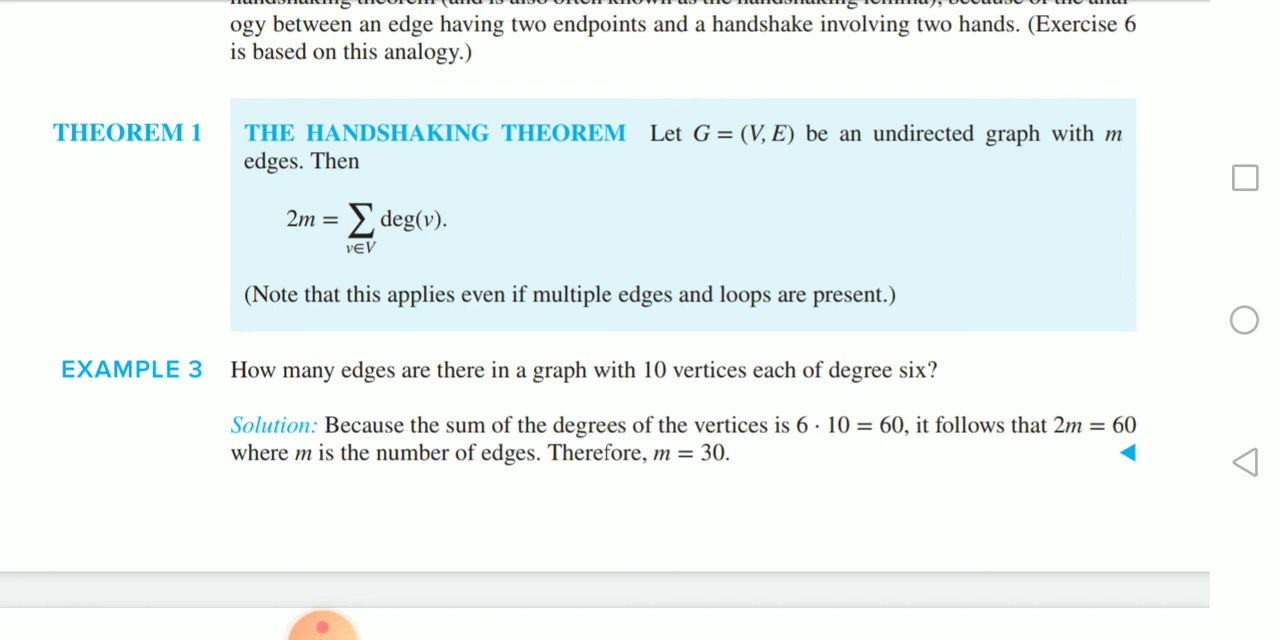 ogy between an edge having two endpoints and a handshake involving two hands. (Exercise 6
is based on this analogy.)
THEOREM 1
THE HANDSHAKING THEOREM Let G = (V, E) be an undirected graph with m
edges. Then
2m = ∑ deg(v).
v∈V
(Note that this applies even if multiple edges and loops are present.)
EXAMPLE 3 How many edges are there in a graph with 10 vertices each of degree six?
Solution: Because the sum of the degrees of the vertices is 6 · 10 = 60, it follows that 2m = 60
where m is the number of edges. Therefore, m = 30.